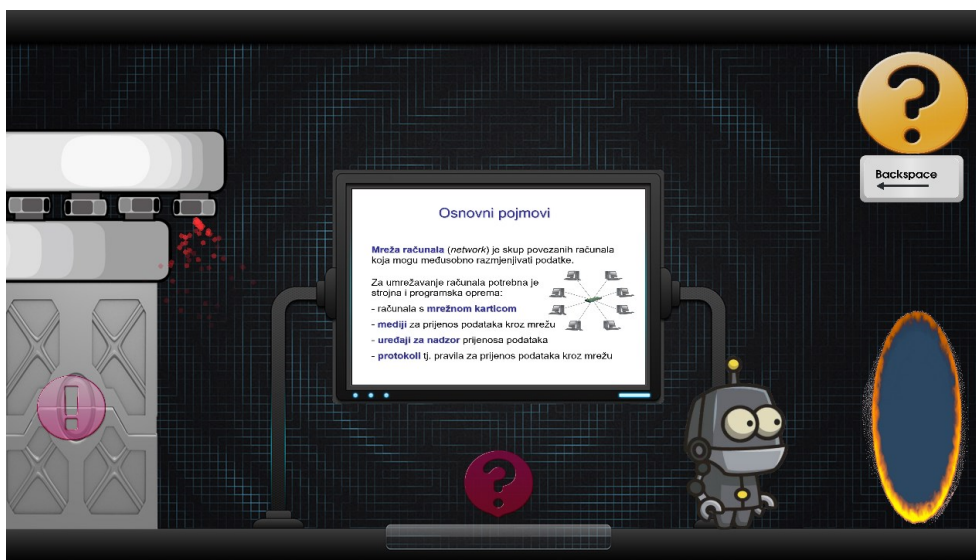 Osnovni pojmovi
Mreža računala (network) je skup povezanih računala
koja mogu međusobno razmjenjivati podatke.
Za umrežavanje računala potrebna je
strojna i programska oprema:
- računala s mrežnom karticom
- mediji za prijenos podataka kroz mrežu
- uređaji za nadzor prijenosa podataka
- protokoli tj. pravila za prijenos podataka kroz mrežu
?
Backspace
!
?